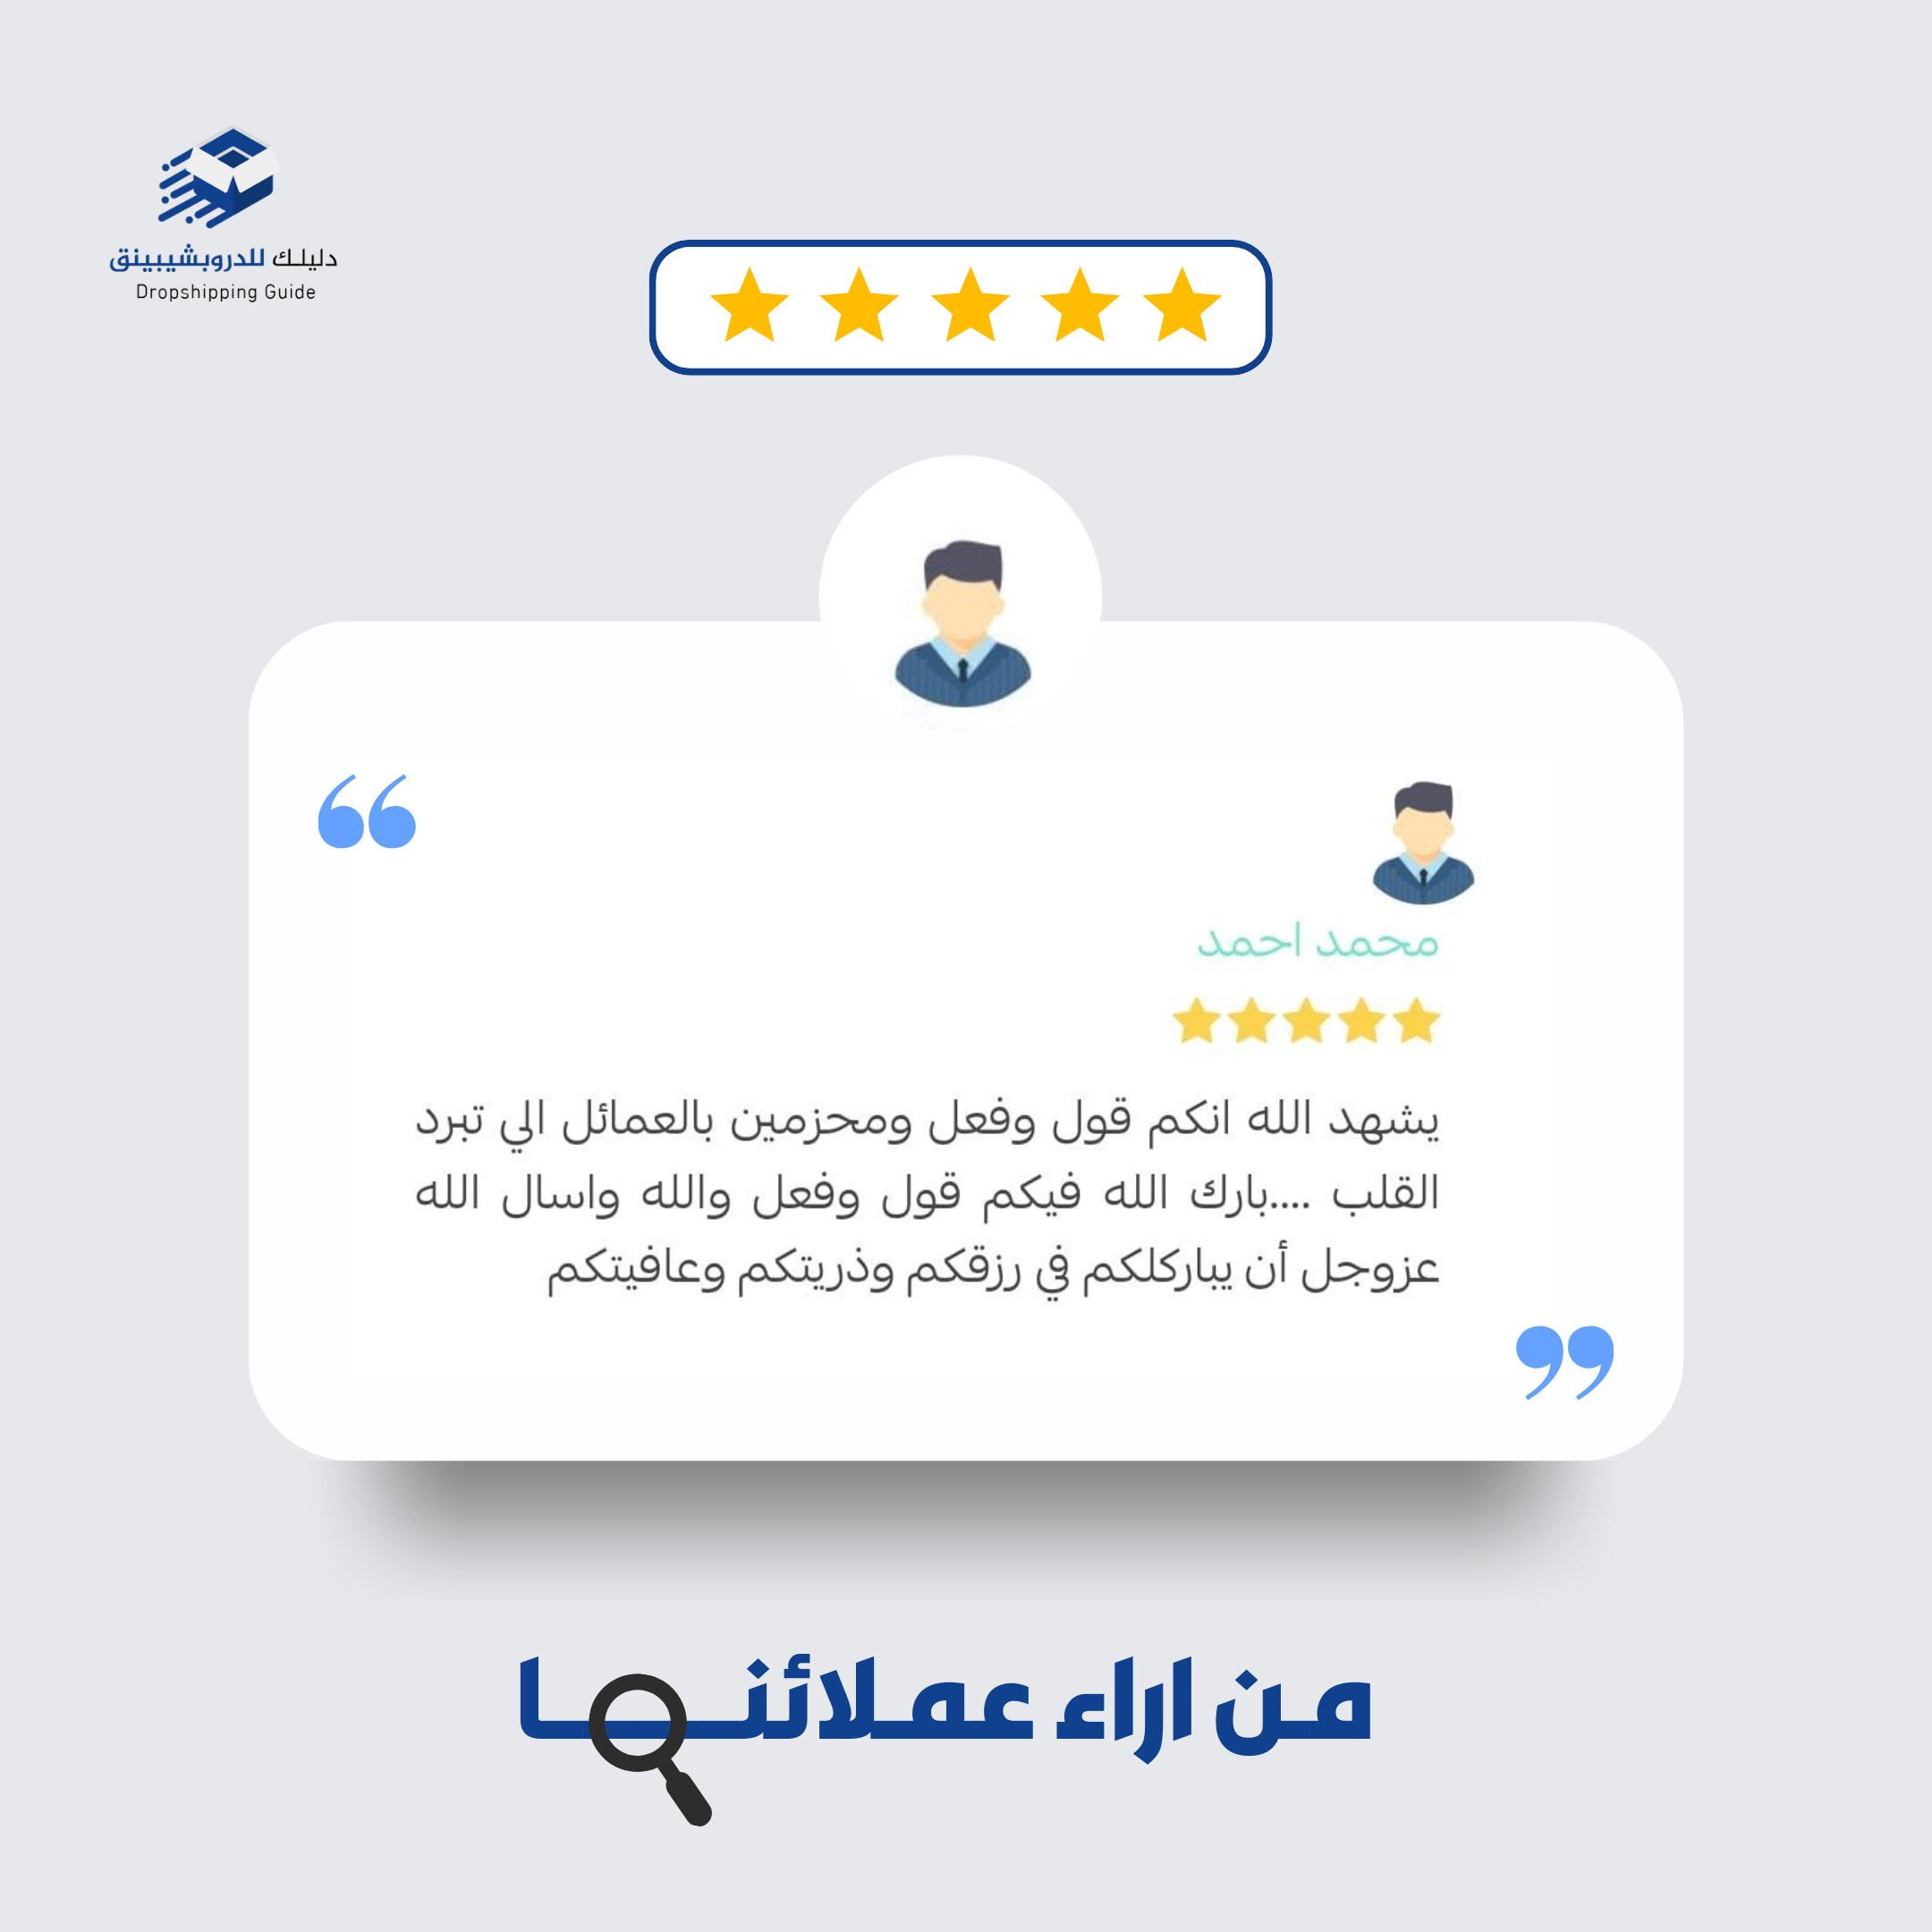 دليلك للدروبشيبينق
Dropshipping Guide
محمد احمد
يشهد الله انكم قول وفعل ومحزمين بالعمائل الي تبرد
القلب ....بارك الله فيكم قول وفعل والله واسال الله
عزوجل أن يباركلكم في رزقكم وذريتكم وعافيتكم
من اراء عملائنا